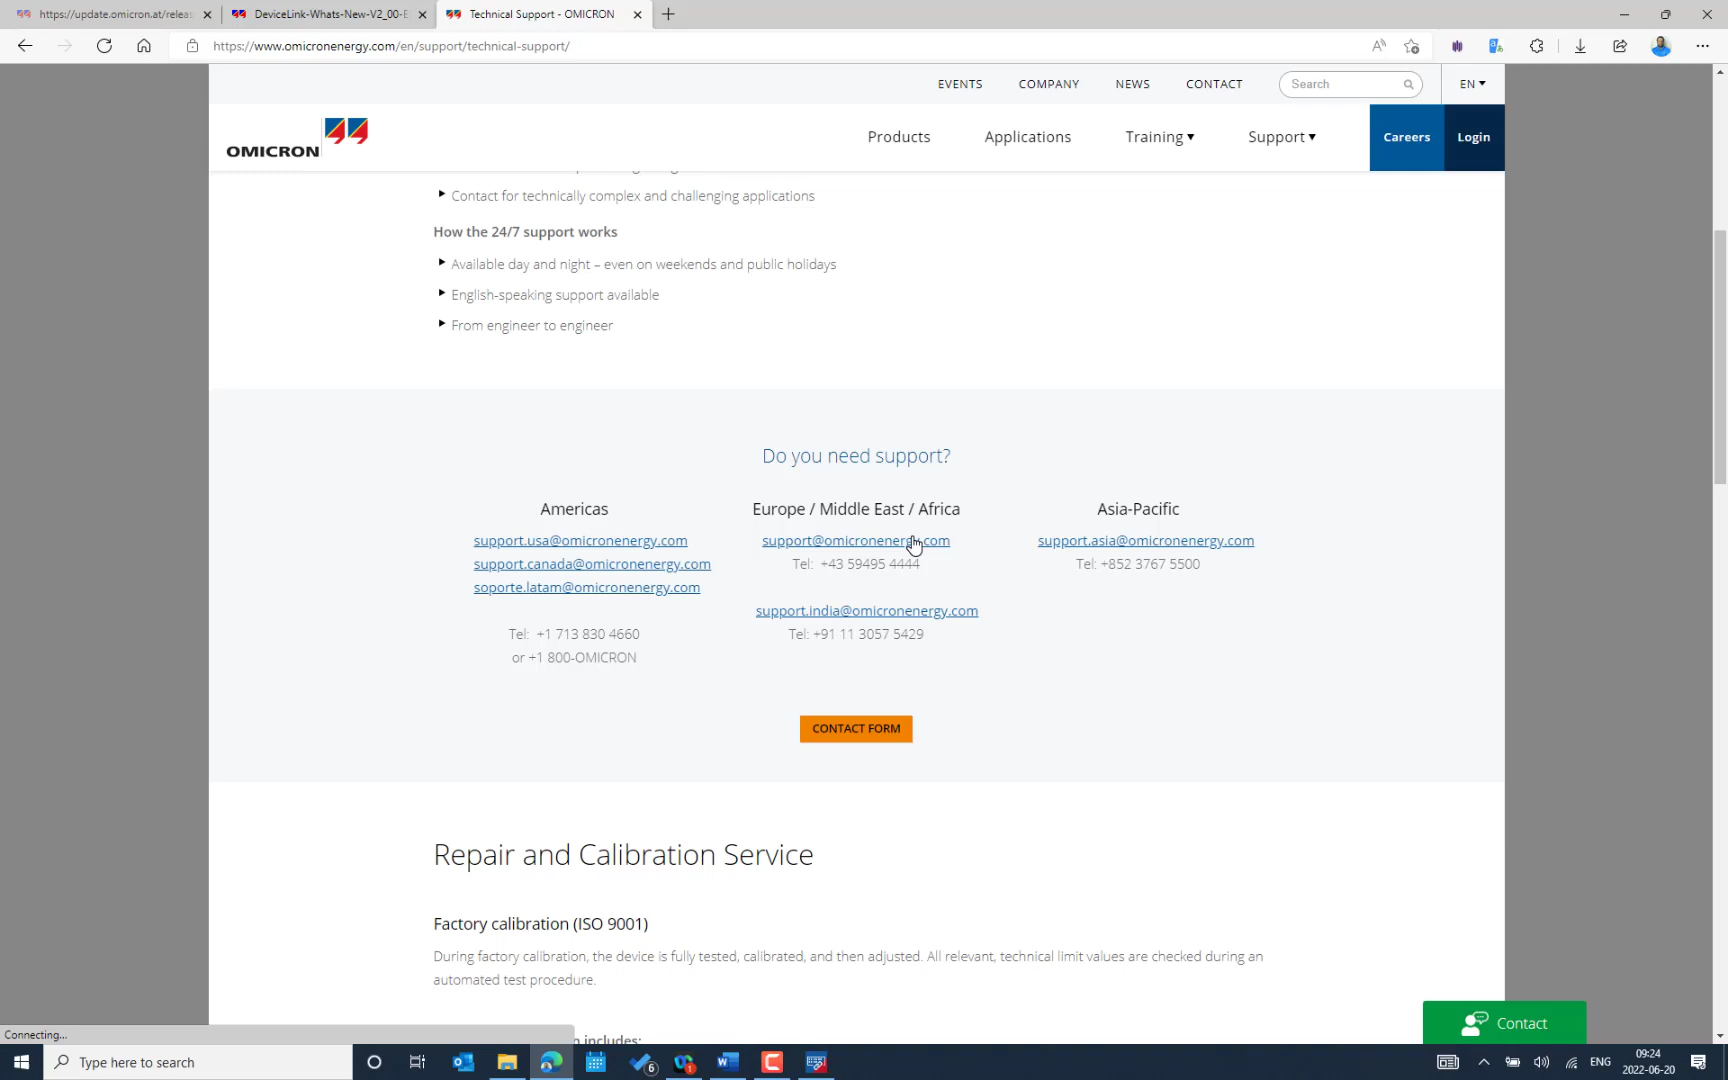 https://update.omicron.at/releas
DeviceLink-Whats-New-V2_00-E
Technical Support - OMICRON
https://www.omicronenergy.com/en/support/technical-support/
EVENTS
COMPANY
NEWS
CONTACT
Search
EN
OMICRON
Products
Applications
Training
Support
Careers
Login
Contact for technically complex and challenging applications
How the 24/7 support works
Available day and night – even on weekends and public holidays
English-speaking support available
From engineer to engineer
Do you need support?
Americas
support.usa@omicronenergy.com
support.canada@omicronenergy.com
soporte.latam@omicronenergy.com
Tel: +1 713 830 4660
or +1 800-OMICRON
Europe / Middle East / Africa
support@omicronenergy.com
Tel: +43 59495 4444
support.india@omicronenergy.com
Tel: +91 11 3057 5429
Asia-Pacific
support.asia@omicronenergy.com
Tel: +852 3767 5500
CONTACT FORM
Repair and Calibration Service
Factory calibration (ISO 9001)
During factory calibration, the device is fully tested, calibrated, and then adjusted. All relevant, technical limit values are checked during an
automated test procedure.
includes:
Contact
Connecting...
Type here to search
6
1
ENG
09:24
2022-06-20